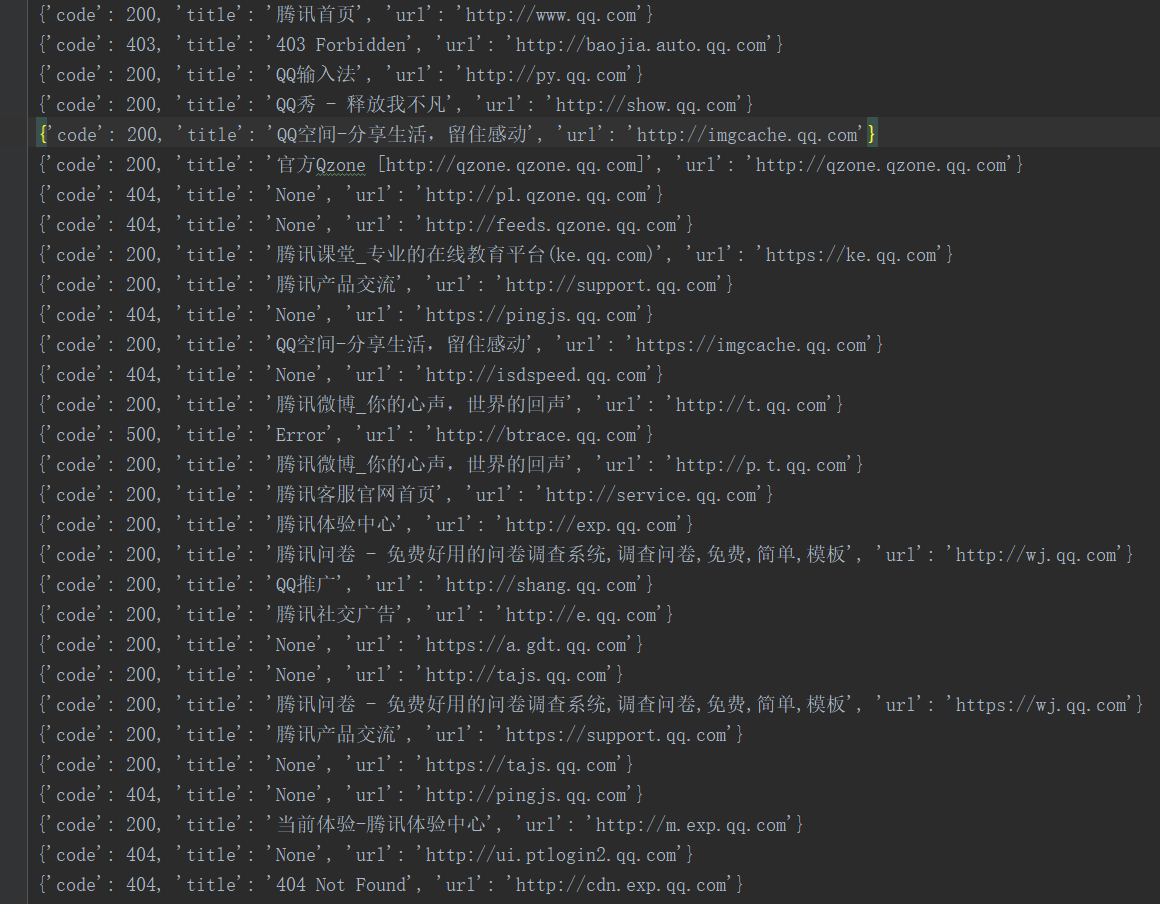 {'code': 200, 'title': '腾讯首页', 'url': 'http://www.qq.com'}
{'code': 403, 'title': '403 Forbidden', 'url': 'http://baojia.auto.qq.com'}
{'code': 200, 'title': 'QQ输入法', 'url': 'http://py.qq.com'}
{'code': 200, 'title': 'QQ秀 - 释放我不凡', 'url': 'http://show.qq.com'}
{'code': 200, 'title': 'QQ空间-分享生活，留住感动', 'url': 'http://imgcache.qq.com'}
{'code': 200, 'title': '官方Qzone [http://qzone.qzone.qq.com]', 'url': 'http://qzone.qzone.qq.com'}
{'code': 404, 'title': 'None', 'url': 'http://pl.qzone.qq.com'}
{'code': 404, 'title': 'None', 'url': 'http://feeds.qzone.qq.com'}
{'code': 200, 'title': '腾讯课堂_专业的在线教育平台(ke.qq.com)', 'url': 'https://ke.qq.com'}
{'code': 200, 'title': '腾讯产品交流', 'url': 'http://support.qq.com'}
{'code': 404, 'title': 'None', 'url': 'https://pingjs.qq.com'}
{'code': 200, 'title': 'QQ空间-分享生活，留住感动', 'url': 'https://imgcache.qq.com'}
{'code': 404, 'title': 'None', 'url': 'http://isdspeed.qq.com'}
{'code': 200, 'title': '腾讯微博_你的心声，世界的回声', 'url': 'http://t.qq.com'}
{'code': 500, 'title': 'Error', 'url': 'http://btrace.qq.com'}
{'code': 200, 'title': '腾讯微博_你的心声，世界的回声', 'url': 'http://p.t.qq.com'}
{'code': 200, 'title': '腾讯客服官网首页', 'url': 'http://service.qq.com'}
{'code': 200, 'title': '腾讯体验中心', 'url': 'http://exp.qq.com'}
{'code': 200, 'title': '腾讯问卷 - 免费好用的问卷调查系统,调查问卷,免费,简单,模板', 'url': 'http://wj.qq.com'}
{'code': 200, 'title': 'QQ推广', 'url': 'http://shang.qq.com'}
{'code': 200, 'title': '腾讯社交广告', 'url': 'http://e.qq.com'}
{'code': 200, 'title': 'None', 'url': 'https://a.gdt.qq.com'}
{'code': 200, 'title': 'None', 'url': 'http://tajs.qq.com'}
{'code': 200, 'title': '腾讯问卷 - 免费好用的问卷调查系统,调查问卷,免费,简单,模板', 'url': 'https://wj.qq.com'}
{'code': 200, 'title': '腾讯产品交流', 'url': 'https://support.qq.com'}
{'code': 200, 'title': 'None', 'url': 'https://tajs.qq.com'}
{'code': 404, 'title': 'None', 'url': 'http://pingjs.qq.com'}
{'code': 200, 'title': '当前体验-腾讯体验中心', 'url': 'http://m.exp.qq.com'}
{'code': 404, 'title': 'None', 'url': 'http://ui.ptlogin2.qq.com'}
{'code': 404, 'title': '404 Not Found', 'url': 'http://cdn.exp.qq.com'}